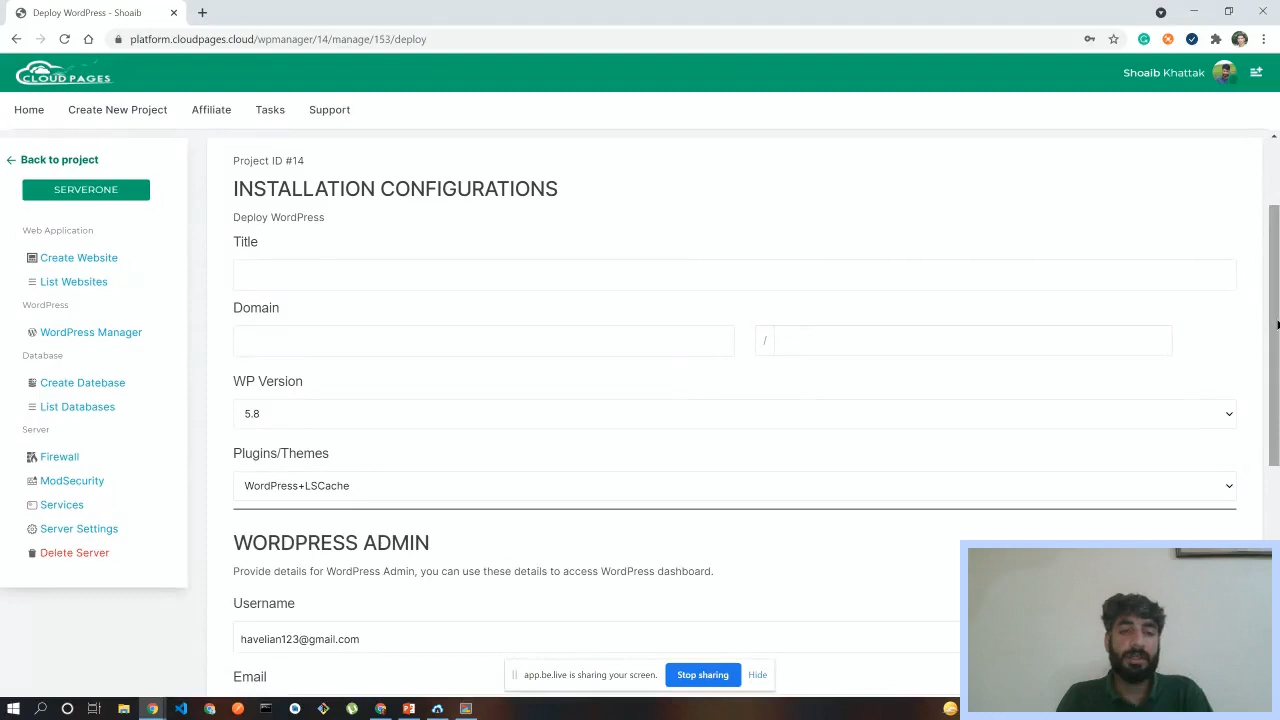 Deploy WordPress - Shoaib
platform.cloudpages.cloud/wpmanager/14/manage/153/deploy
CLOUD PAGES
Shoaib Khattak
Home
Create New Project
Affiliate
Tasks
Support
Back to project
SERVERONE
Web Application
Create Website
List Websites
WordPress
WordPress Manager
Database
Create Datebase
List Databases
Server
Firewall
ModSecurity
Services
Server Settings
Delete Server
Project ID #14
INSTALLATION CONFIGURATIONS
Deploy WordPress
Title
Domain
/
WP Version
5.8
Plugins/Themes
WordPress+LSCache
WORDPRESS ADMIN
Provide details for WordPress Admin, you can use these details to access WordPress dashboard.
Username
havelian123@gmail.com
Email
app.be.live is sharing your screen.
Stop sharing
Hide